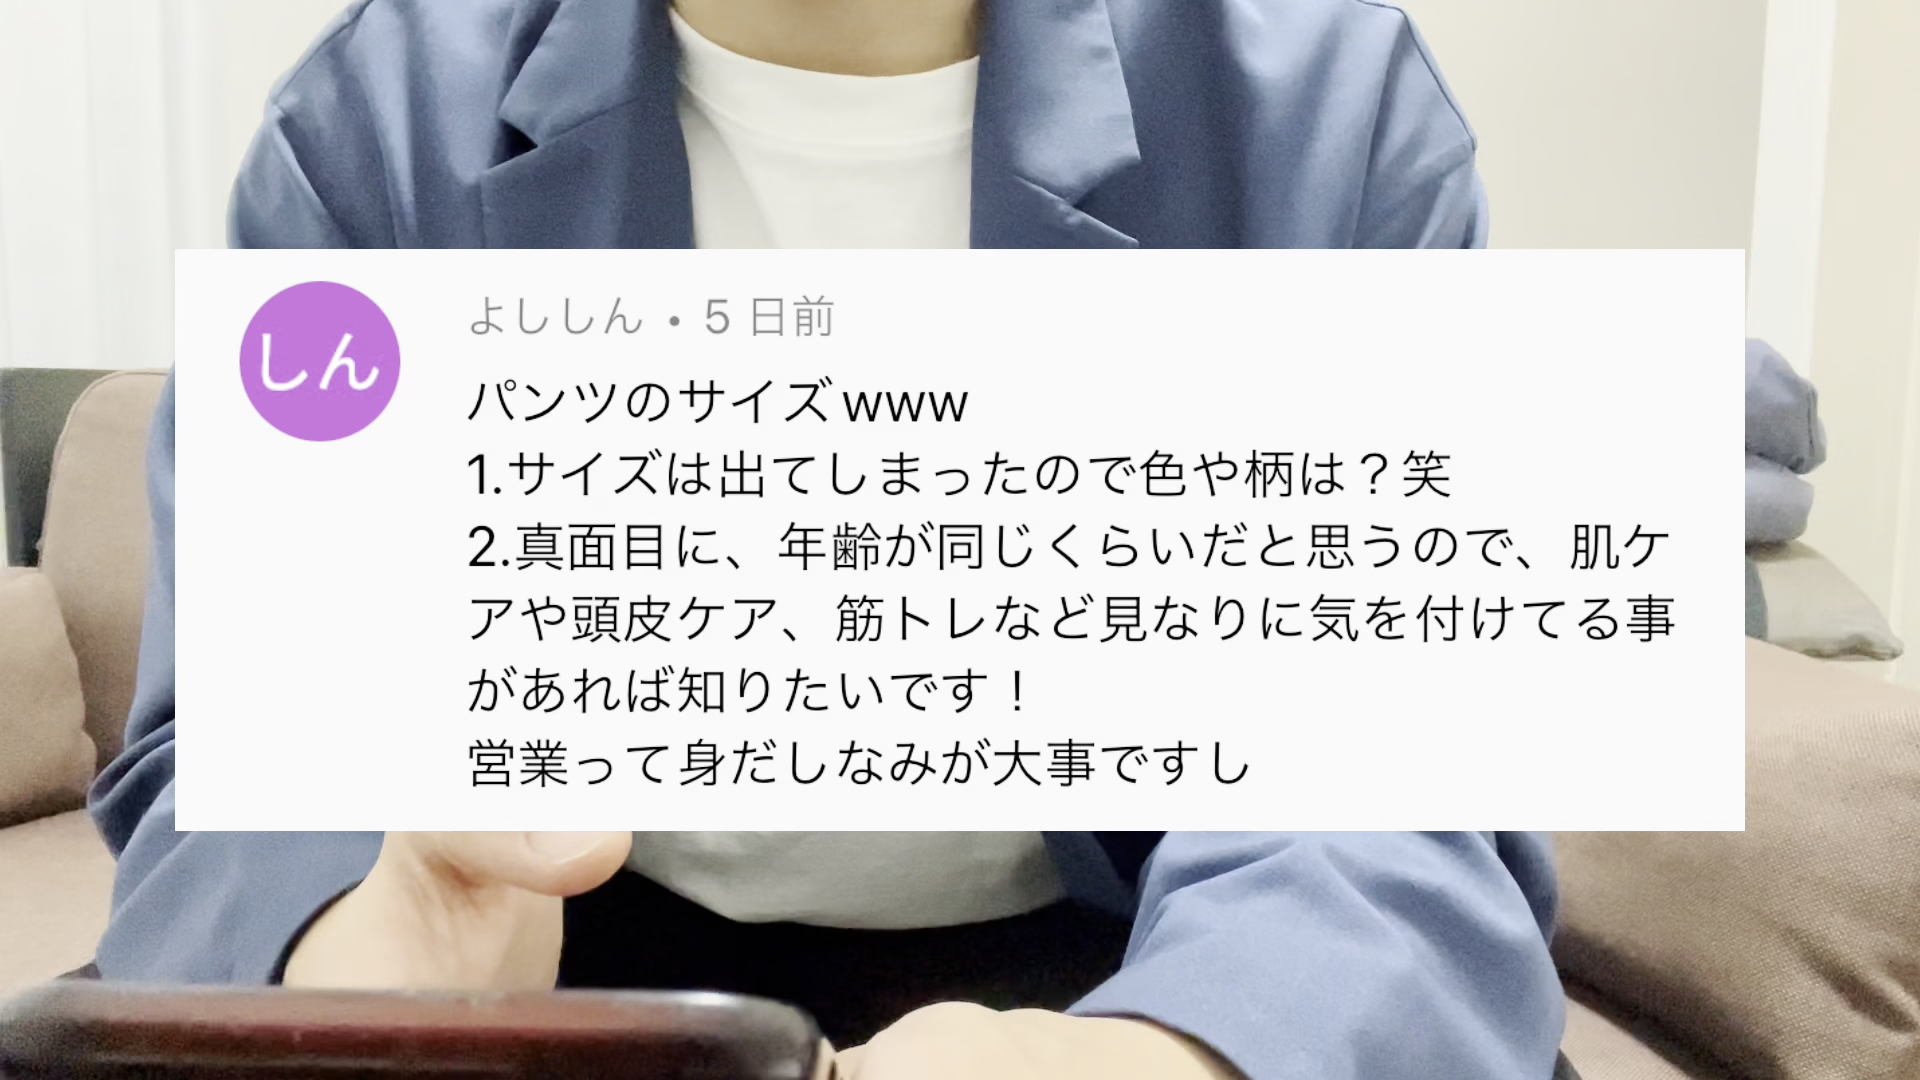 しん
よししん • 5 日前
パンツのサイズwww
1.サイズは出てしまったので色や柄は？笑
2.真面目に、年齢が同じくらいだと思うので、肌ケ
アや頭皮ケア、筋トレなど見なりに気を付けてる事
があれば知りたいです！
営業って身だしなみが大事ですし